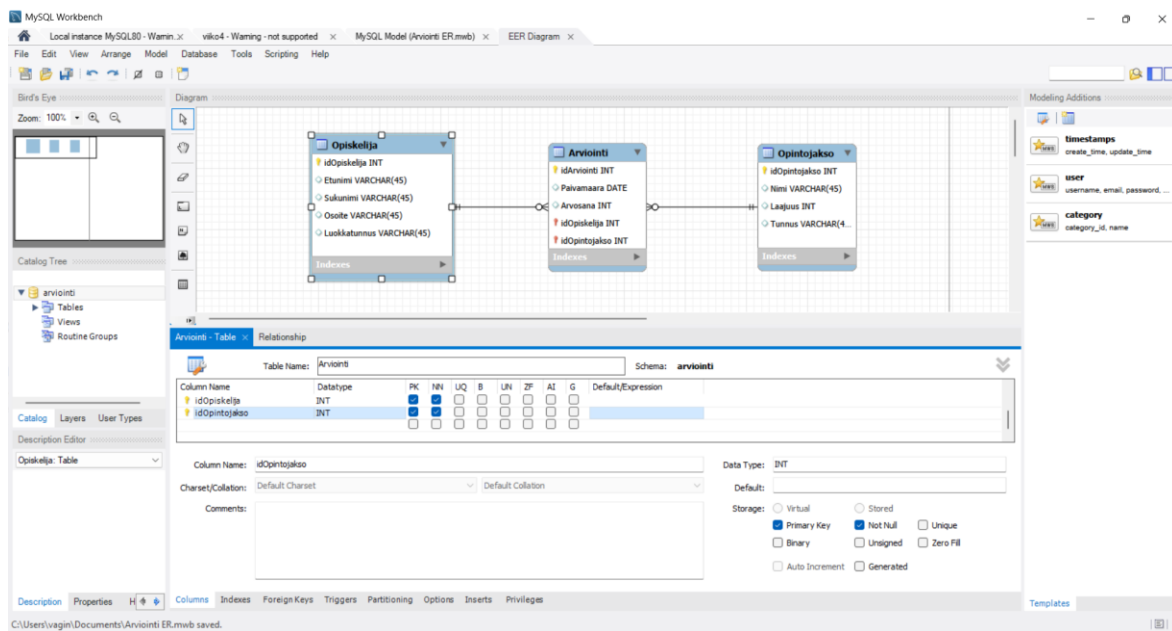 MySQL Workbench
Local instance MySQL80 - Warnin... viiko4 - Warning - not supported MySQL Model (Arviointi ER.mwb) EER Diagram
File Edit View Arrange Model Database Tools Scripting Help
Bird's Eye
Zoom: 100%
Diagram
Modeling Additions
timestamps
create_time, update_time
user
username, email, password, ...
category
category_id, name
Opiskelija
idOpiskelija INT
Etunimi VARCHAR(45)
Sukunimi VARCHAR(45)
Osoite VARCHAR(45)
Luokkatunnus VARCHAR(45)
Indexes
Arviointi
idArviointi INT
Paivamaara DATE
Arvosana INT
idOpiskelija INT
idOpintojakso INT
Indexes
Opintojakso
idOpintojakso INT
Nimi VARCHAR(45)
Laajuus INT
Tunnus VARCHAR(4...
Indexes
Catalog Tree
arviointi
Tables
Views
Routine Groups
Catalog Layers User Types
Description Editor
Opiskelija: Table
Description Properties H
Arviointi - Table Relationship
Table Name: Arviointi Schema: arviointi
Column Name Datatype PK NN UQ B UN ZF AI G Default/Expression
idOpiskelija INT
idOpintojakso INT
Column Name: idOpintojakso Data Type: INT
Charset/Collation: Default Charset Default Collation Default:
Comments: Storage: Virtual Stored
Primary Key Not Null Unique
Binary Unsigned Zero Fill
Auto Increment Generated
Columns Indexes Foreign Keys Triggers Partitioning Options Inserts Privileges
Templates
C:\Users\vagin\Documents\Arviointi ER.mwb saved.